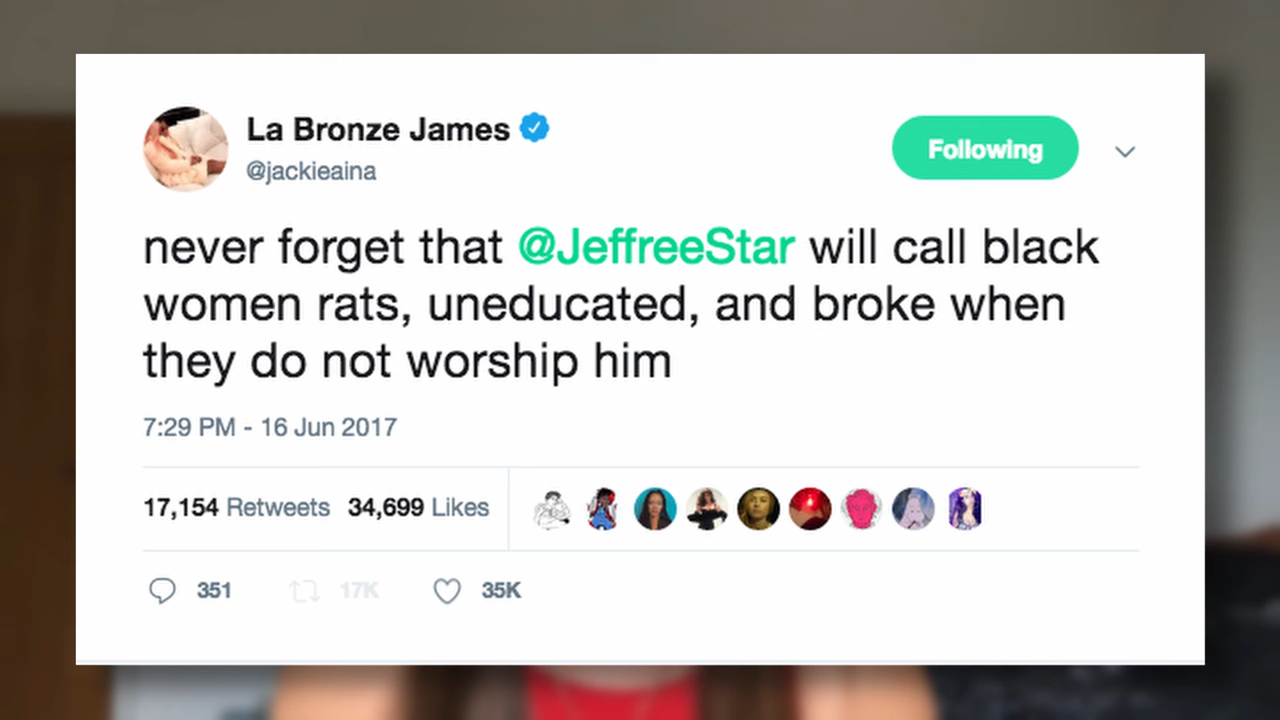 La Bronze James
@jackieaina
Following
never forget that @JeffreeStar will call black
women rats, uneducated, and broke when
they do not worship him
7:29 PM - 16 Jun 2017
17,154 Retweets 34,699 Likes
351 17K 35K